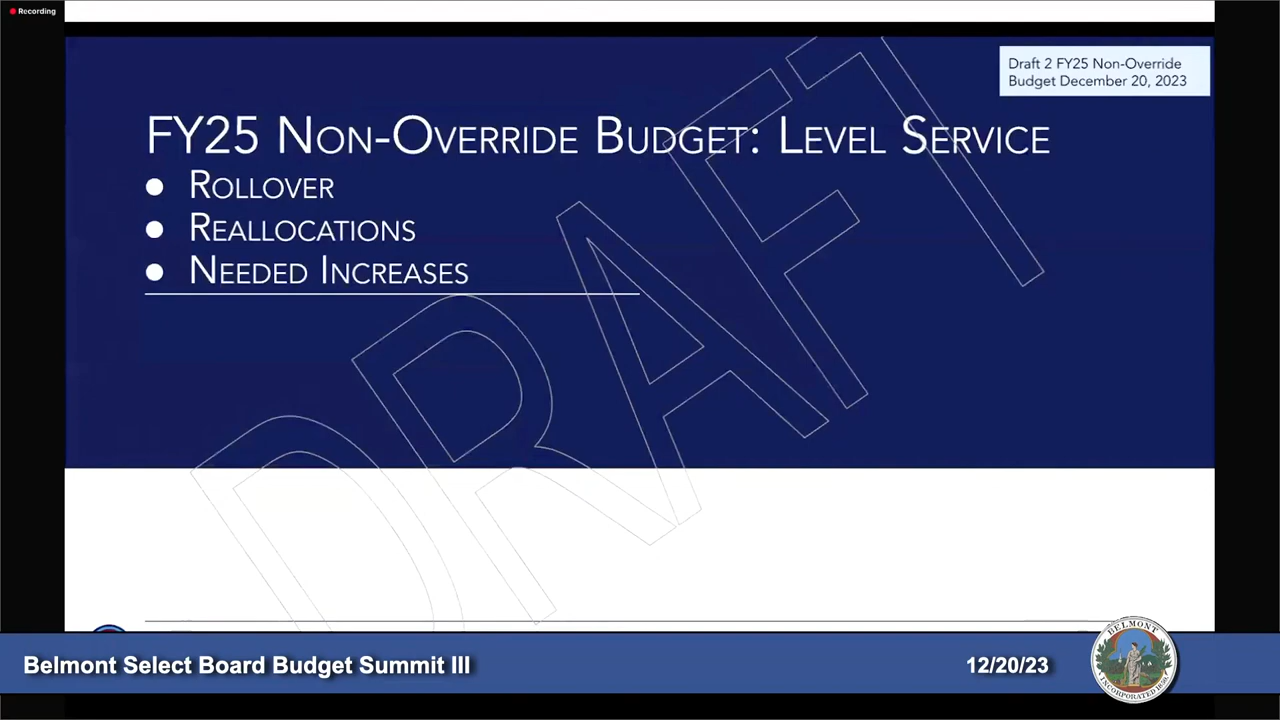 Recording
Draft 2 FY25 Non-Override
Budget December 20, 2023
FY25 Non-Override Budget: Level Service
● Rollover
● Reallocations
● Needed Increases
DRAFT
Belmont Select Board Budget Summit III
12/20/23
BELMONT
INCORPORATED 1859